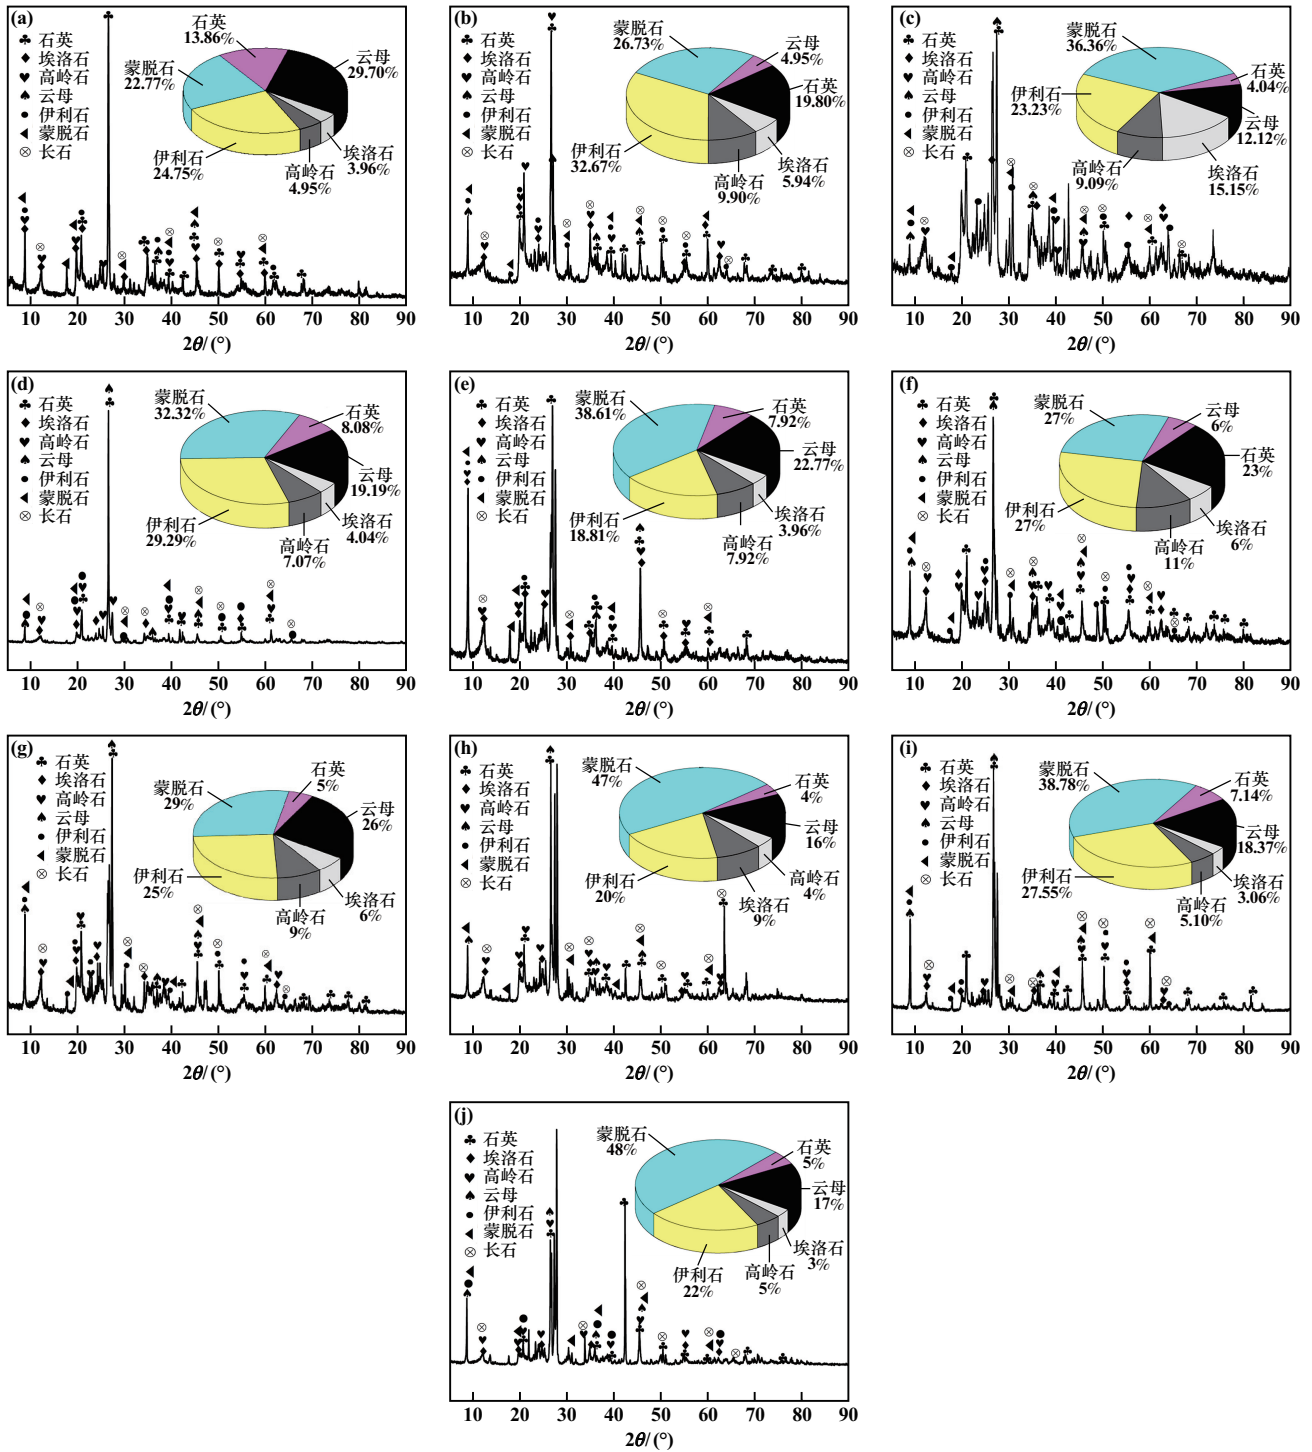 (a)
石英
埃洛石
高岭石
云母
伊利石
蒙脱石
长石
石英
13.86%
云母
29.70%
蒙脱石
22.77%
伊利石
24.75%
高岭石
4.95%
埃洛石
3.96%
10 20 30 40 50 60 70 80 90
2θ/(°)
(b)
石英
埃洛石
高岭石
云母
伊利石
蒙脱石
长石
蒙脱石
26.73%
云母
4.95%
石英
19.80%
伊利石
32.67%
高岭石
9.90%
埃洛石
5.94%
10 20 30 40 50 60 70 80 90
2θ/(°)
(c)
石英
埃洛石
高岭石
云母
伊利石
蒙脱石
长石
蒙脱石
36.36%
石英
4.04%
伊利石
23.23%
云母
12.12%
高岭石
9.09%
埃洛石
15.15%
10 20 30 40 50 60 70 80 90
2θ/(°)
(d)
石英
埃洛石
高岭石
云母
伊利石
蒙脱石
长石
蒙脱石
32.32%
石英
8.08%
云母
19.19%
伊利石
29.29%
高岭石
7.07%
埃洛石
4.04%
10 20 30 40 50 60 70 80 90
2θ/(°)
(e)
石英
埃洛石
高岭石
云母
伊利石
蒙脱石
长石
蒙脱石
38.61%
石英
7.92%
云母
22.77%
伊利石
18.81%
高岭石
7.92%
埃洛石
3.96%
10 20 30 40 50 60 70 80 90
2θ/(°)
(f)
石英
埃洛石
高岭石
云母
伊利石
蒙脱石
长石
蒙脱石
27%
云母
6%
石英
23%
伊利石
27%
高岭石
11%
埃洛石
6%
10 20 30 40 50 60 70 80 90
2θ/(°)
(g)
石英
埃洛石
高岭石
云母
伊利石
蒙脱石
长石
蒙脱石
29%
石英
5%
云母
26%
伊利石
25%
高岭石
9%
埃洛石
6%
10 20 30 40 50 60 70 80 90
2θ/(°)
(h)
石英
埃洛石
高岭石
云母
伊利石
蒙脱石
长石
蒙脱石
47%
石英
4%
云母
16%
伊利石
20%
埃洛石
9%
高岭石
4%
10 20 30 40 50 60 70 80 90
2θ/(°)
(i)
石英
埃洛石
高岭石
云母
伊利石
蒙脱石
长石
蒙脱石
38.78%
石英
7.14%
云母
18.37%
伊利石
27.55%
高岭石
5.10%
埃洛石
3.06%
10 20 30 40 50 60 70 80 90
2θ/(°)
(j)
石英
埃洛石
高岭石
云母
伊利石
蒙脱石
长石
蒙脱石
48%
石英
5%
云母
17%
伊利石
22%
高岭石
5%
埃洛石
3%
10 20 30 40 50 60 70 80 90
2θ/(°)